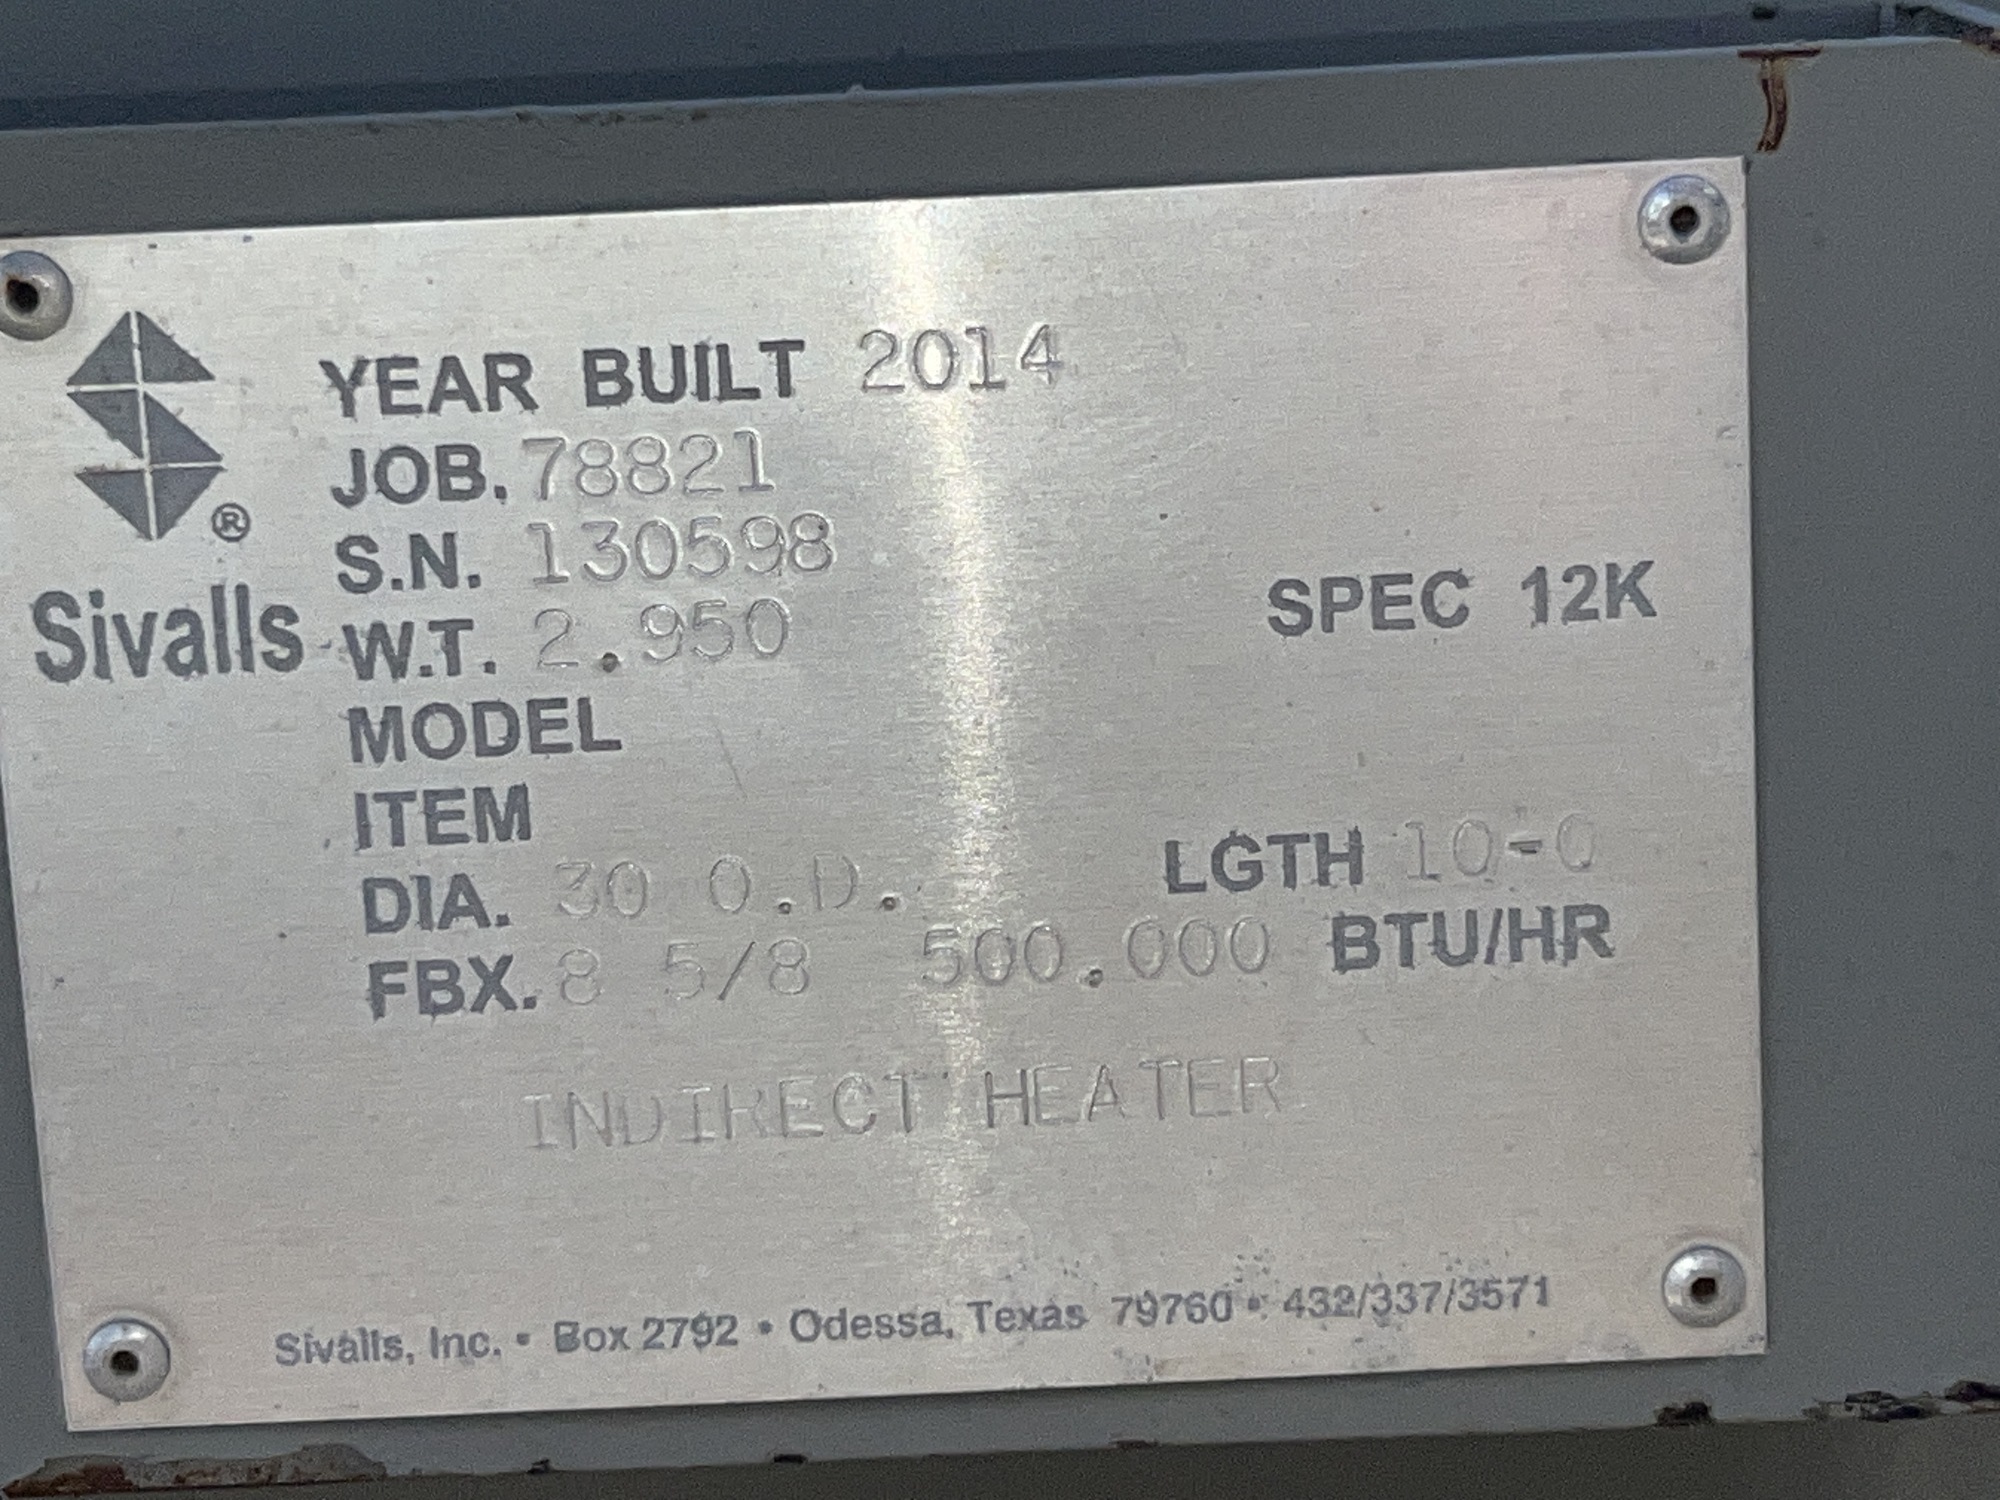 YEAR BUILT 2014
JOB. 78821
S.N. 130598
SPEC 12K
®
Sivalls
W.T. 2.950
MODEL
ITEM
DIA. 30 O.D. LGTH 10-0
FBX. 8 5/8 500.000 BTU/HR
INDIRECT HEATER
Sivalls, Inc. • Box 2792 • Odessa, Texas 79760 • 432/337/3571